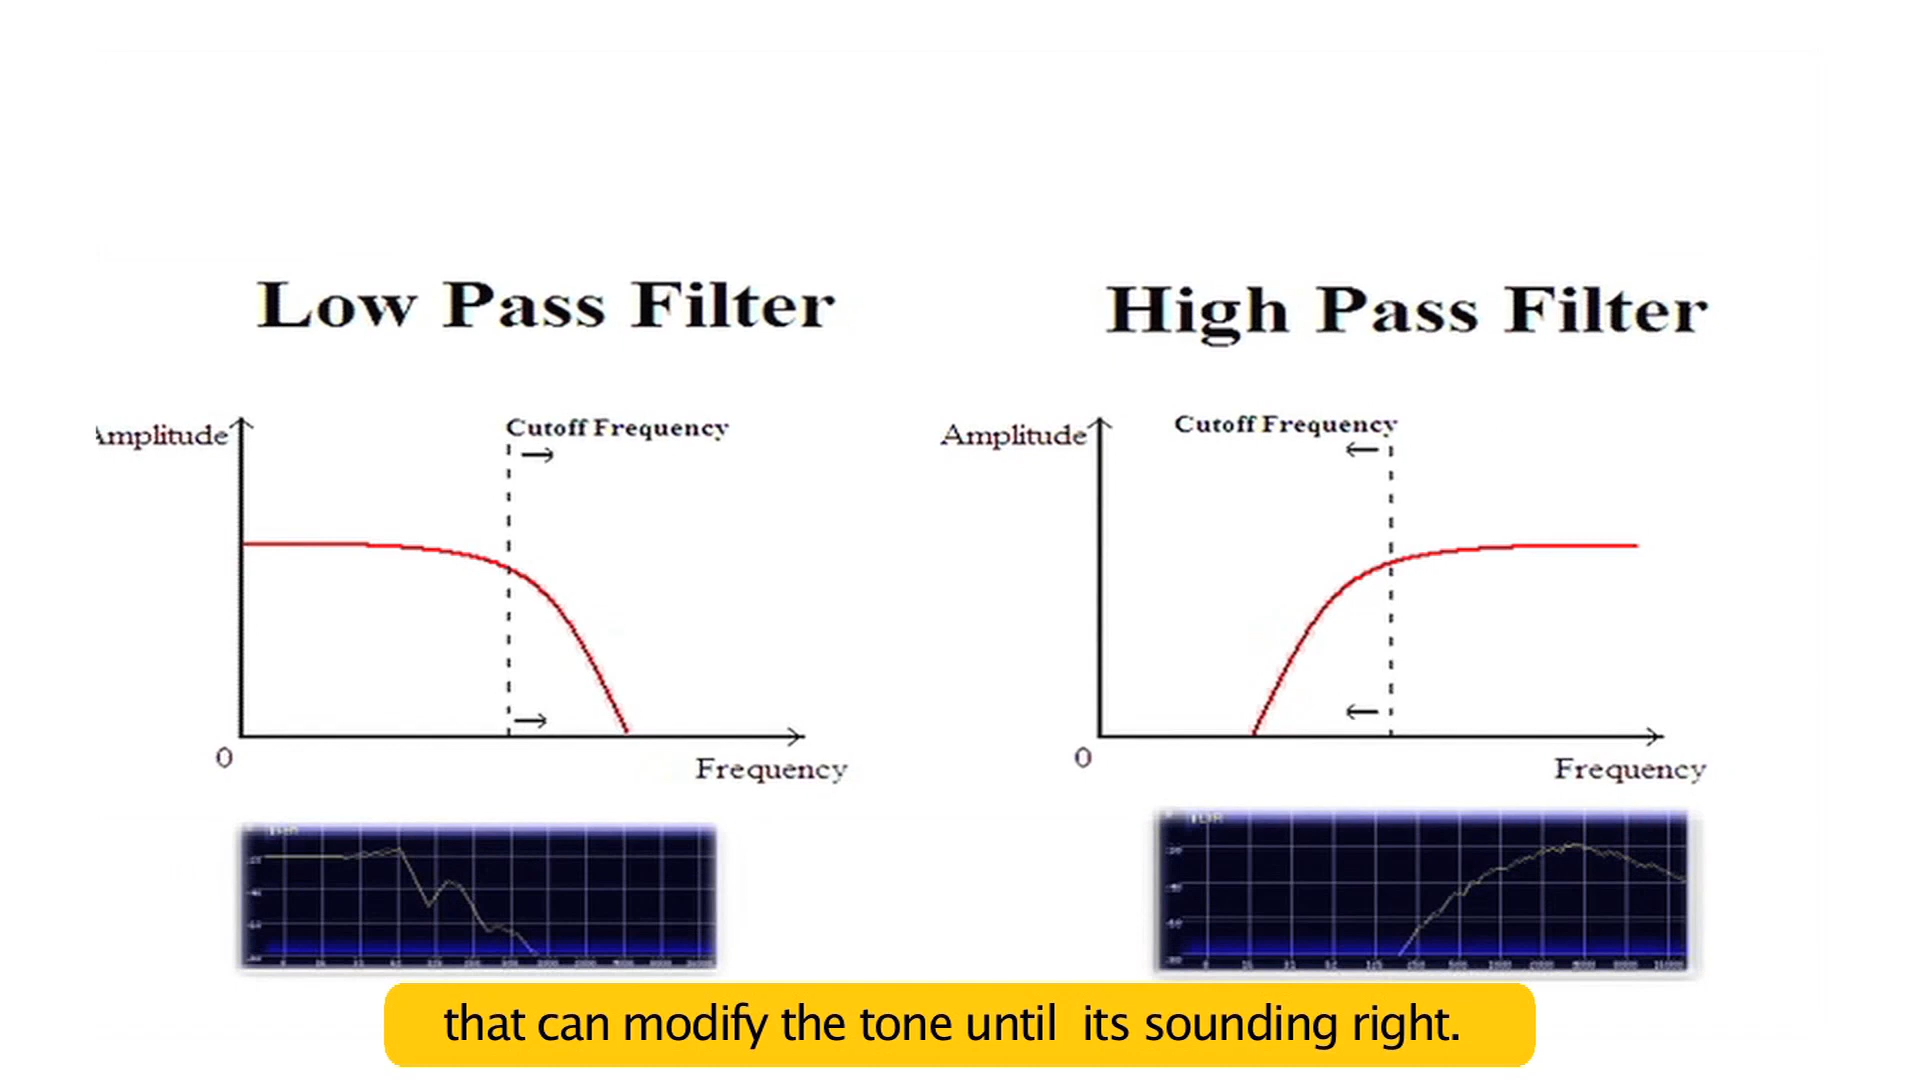 Low Pass Filter
High Pass Filter
Amplitude
Cutoff Frequency
0
Frequency
Amplitude
Cutoff Frequency
0
Frequency
that can modify the tone until its sounding right.